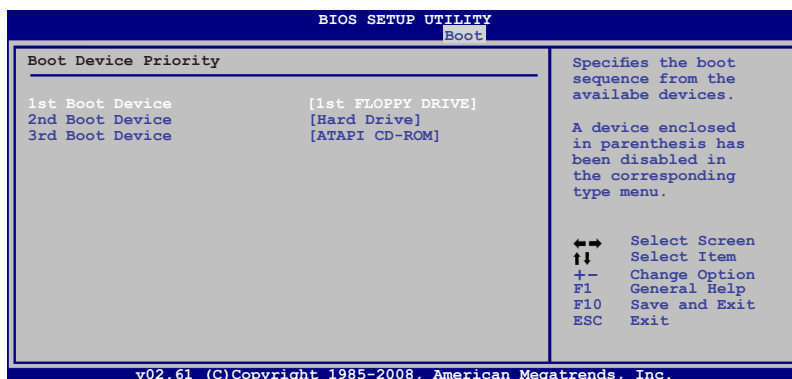 BIOS SETUP UTILITY
Boot
Boot Device Priority
1st Boot Device [1st FLOPPY DRIVE]
2nd Boot Device [Hard Drive]
3rd Boot Device [ATAPI CD-ROM]
Specifies the boot
sequence from the
availabe devices.
A device enclosed
in parenthesis has
been disabled in
the corresponding
type menu.
←→ Select Screen
↑↓ Select Item
+- Change Option
F1 General Help
F10 Save and Exit
ESC Exit
v02.61 (C)Copyright 1985-2008, American Megatrends, Inc.